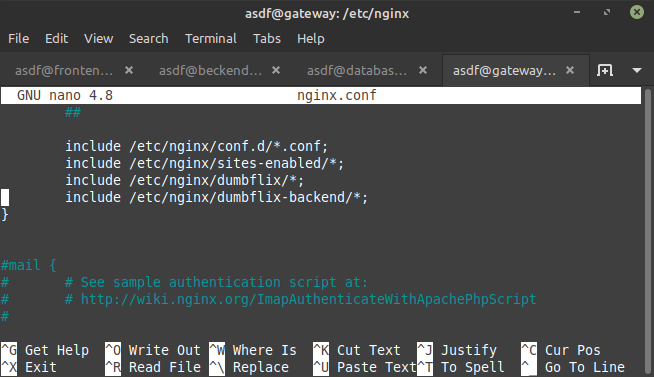 asdf@gateway: /etc/nginx
File Edit View Search Terminal Tabs Help
asdf@fronten... asdf@beckend... asdf@databas... asdf@gateway...
GNU nano 4.8 nginx.conf
##
include /etc/nginx/conf.d/*.conf;
include /etc/nginx/sites-enabled/*;
include /etc/nginx/dumbflix/*;
include /etc/nginx/dumbflix-backend/*;
}
#mail {
# # See sample authentication script at:
# # http://wiki.nginx.org/ImapAuthenticateWithApachePhpScript
#
^G Get Help ^O Write Out ^W Where Is ^K Cut Text ^J Justify ^C Cur Pos
^X Exit ^R Read File ^\ Replace ^U Paste Text^T To Spell ^_ Go To Line